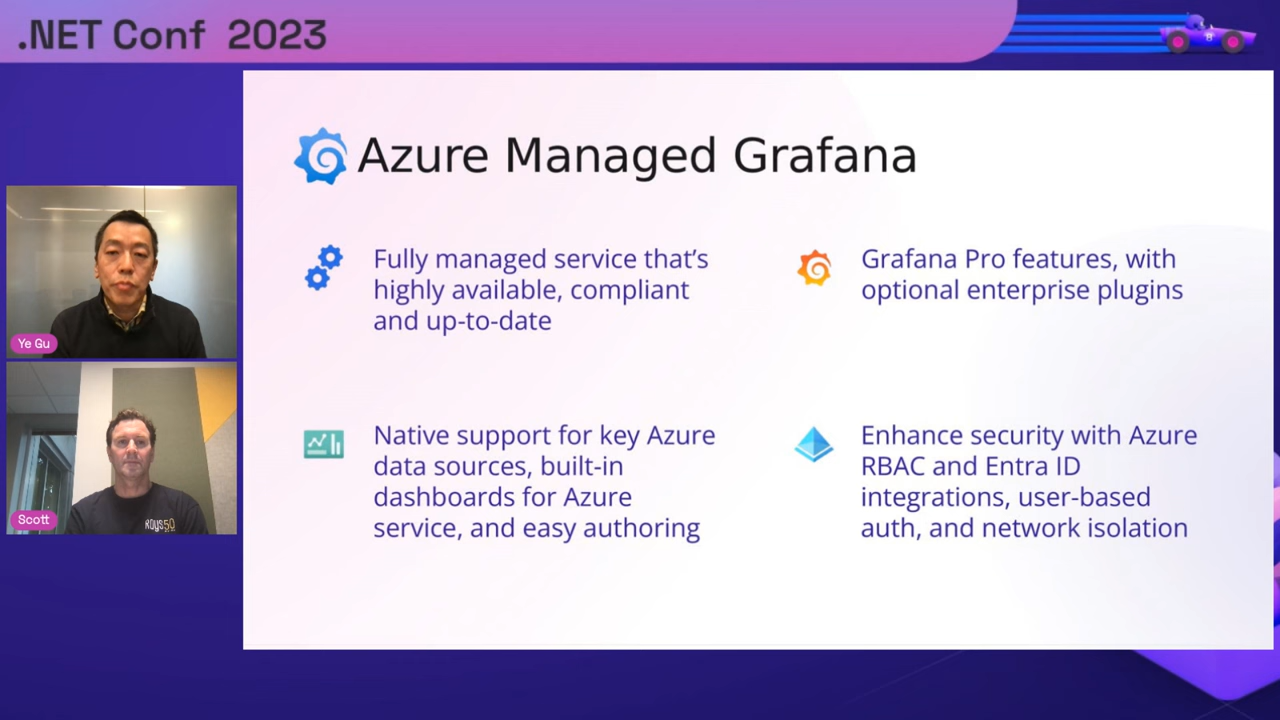 .NET Conf 2023
Azure Managed Grafana
Fully managed service that’s
highly available, compliant
and up-to-date
Grafana Pro features, with
optional enterprise plugins
Native support for key Azure
data sources, built-in
dashboards for Azure
service, and easy authoring
Enhance security with Azure
RBAC and Entra ID
integrations, user-based
auth, and network isolation
Ye Gu
Scott
8